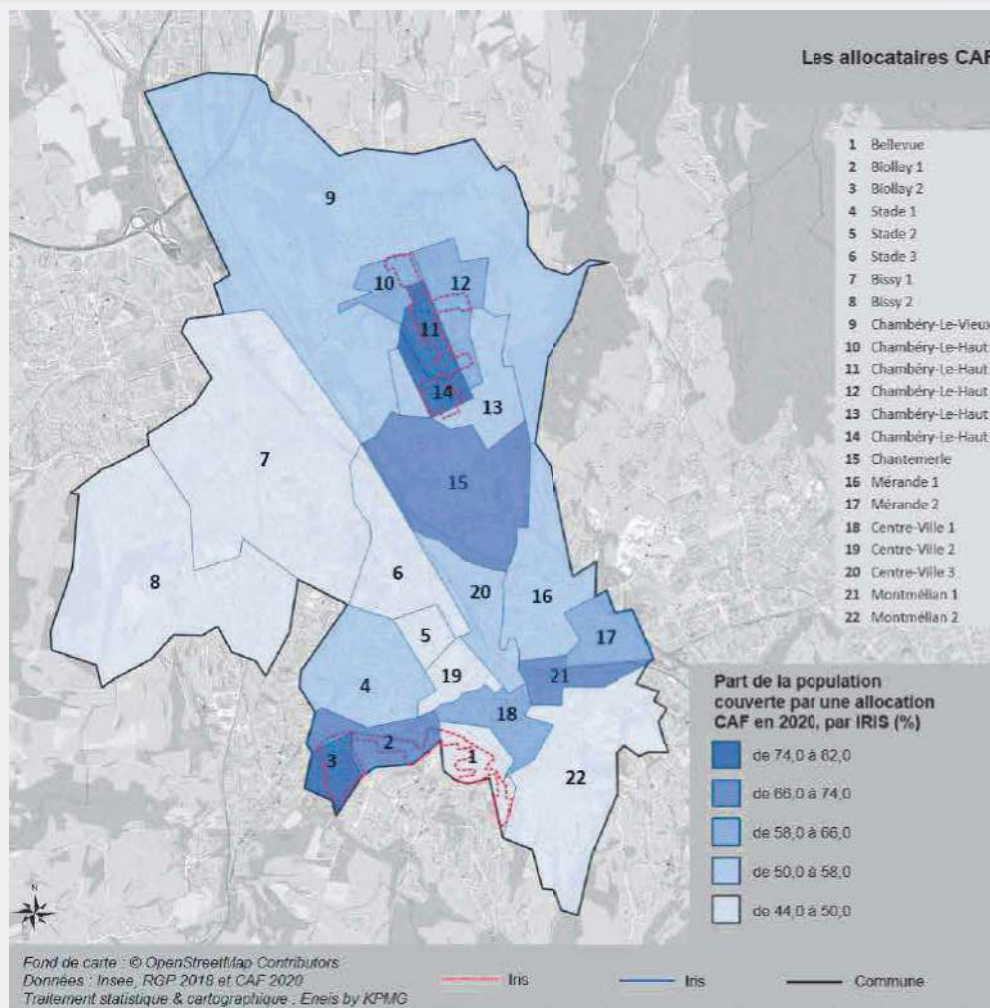 Les allocataires CAF
1 Bellevue
2 Biollay 1
3 Biollay 2
4 Stade 1
5 Stade 2
6 Stade 3
7 Bissy 1
8 Bissy 2
9 Chambéry-Le-Vieux
10 Chambéry-Le-Haut
11 Chambéry-Le-Haut
12 Chambéry-Le-Haut
13 Chambéry-Le-Haut
14 Chambéry-Le-Haut
15 Chantemerle
16 Mérande 1
17 Mérande 2
18 Centre-Ville 1
19 Centre-Ville 2
20 Centre-Ville 3
21 Montmélian 1
22 Montmélian 2
9
10
12
11
14
13
7
15
6
8
20
16
5
17
19
21
4
18
2
3
1
22
Part de la population
couverte par une allocation
CAF en 2020, par IRIS (%)
de 74,0 à 82,0
de 66,0 à 74,0
de 58,0 à 66,0
de 50,0 à 58,0
de 44,0 à 50,0
N
Fond de carte : © OpenStreetMap Contributors
Données : Insee, RGP 2018 et CAF 2020
Traitement statistique & cartographique : Eneis by KPMG
Iris
Iris
Commune